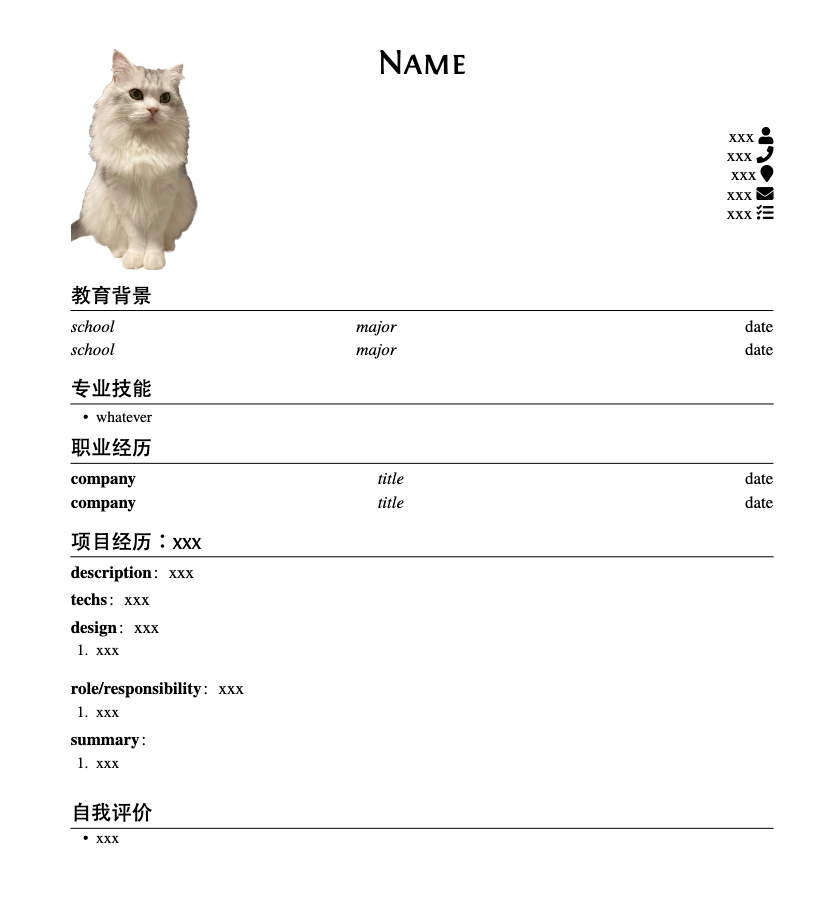 NAME
xxx
xxx
xxx
xxx
xxx
教育背景
school major date
school major date
专业技能
• whatever
职业经历
company title date
company title date
项目经历：xxx
description： xxx
techs： xxx
design： xxx
1. xxx
role/responsibility： xxx
1. xxx
summary：
1. xxx
自我评价
• xxx